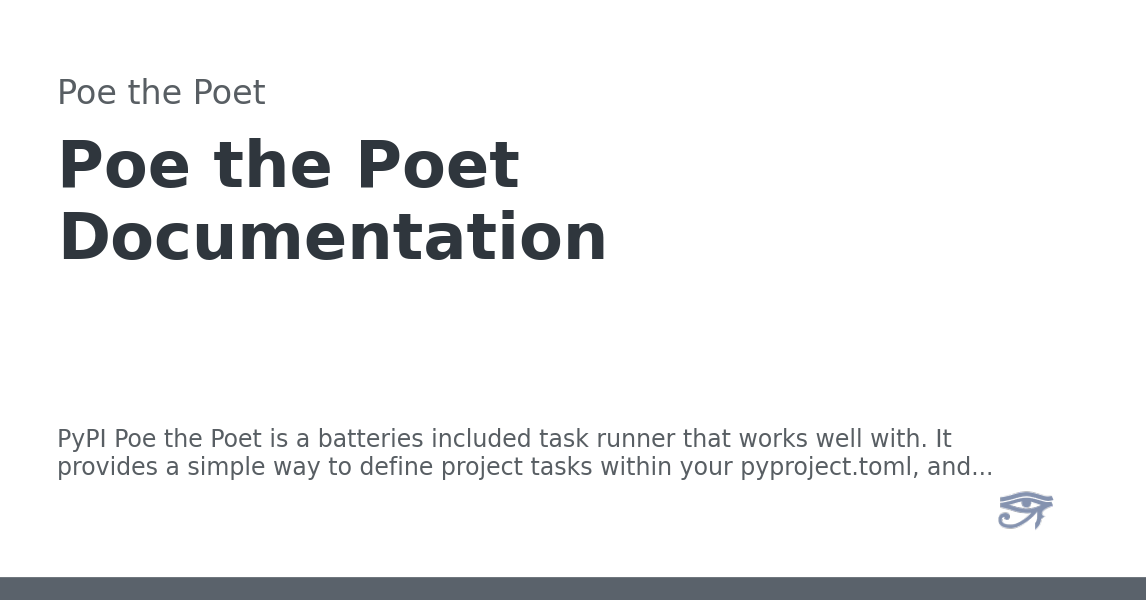 Poe the Poet
Poe the Poet
Documentation
PyPI Poe the Poet is a batteries included task runner that works well with. It
provides a simple way to define project tasks within your pyproject.toml, and...